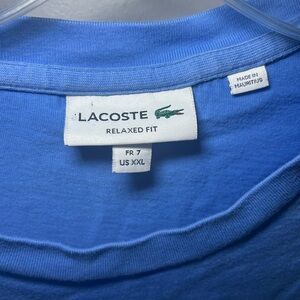 LACOSTE
RELAXED FIT
FR 7
US XXL
MADE IN
MAURITIUS